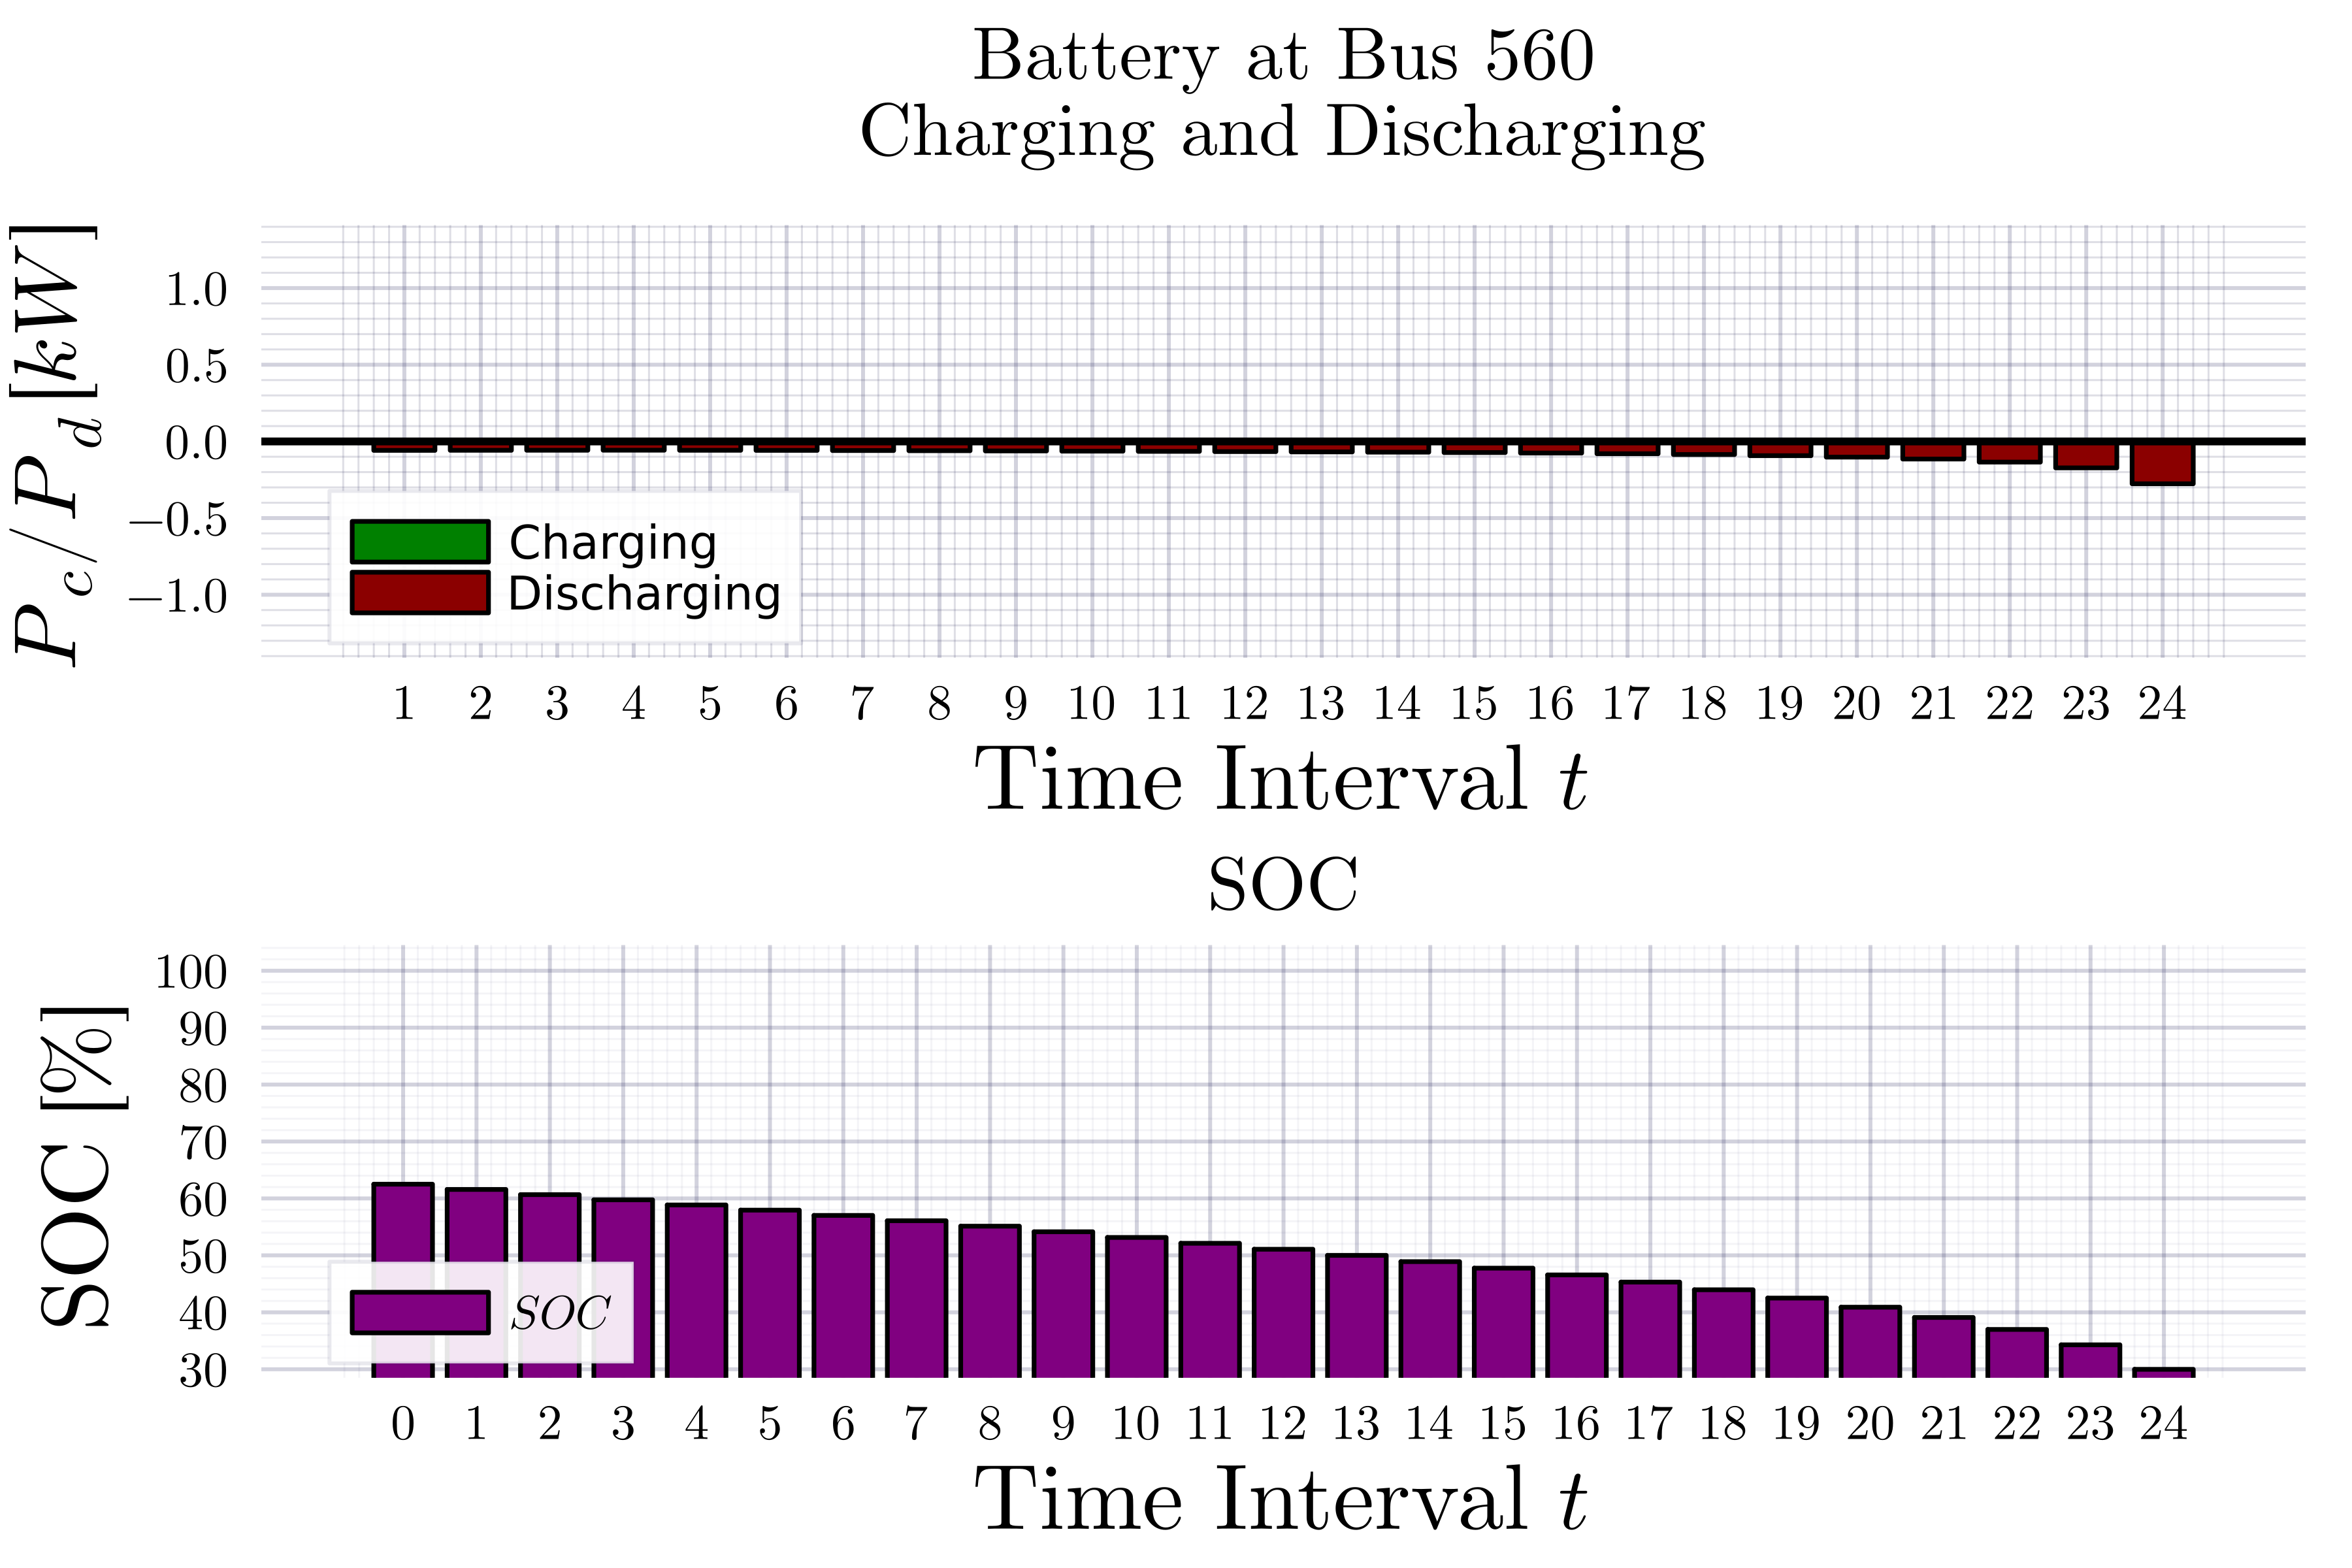 Battery at Bus 560
Charging and Discharging
P_c / P_d [kW]
1.0
0.5
0.0
−0.5
−1.0
Charging
Discharging
1 2 3 4 5 6 7 8 9 10 11 12 13 14 15 16 17 18 19 20 21 22 23 24
Time Interval t
SOC
SOC [%]
100
90
80
70
60
50
40
30
SOC
0 1 2 3 4 5 6 7 8 9 10 11 12 13 14 15 16 17 18 19 20 21 22 23 24
Time Interval t